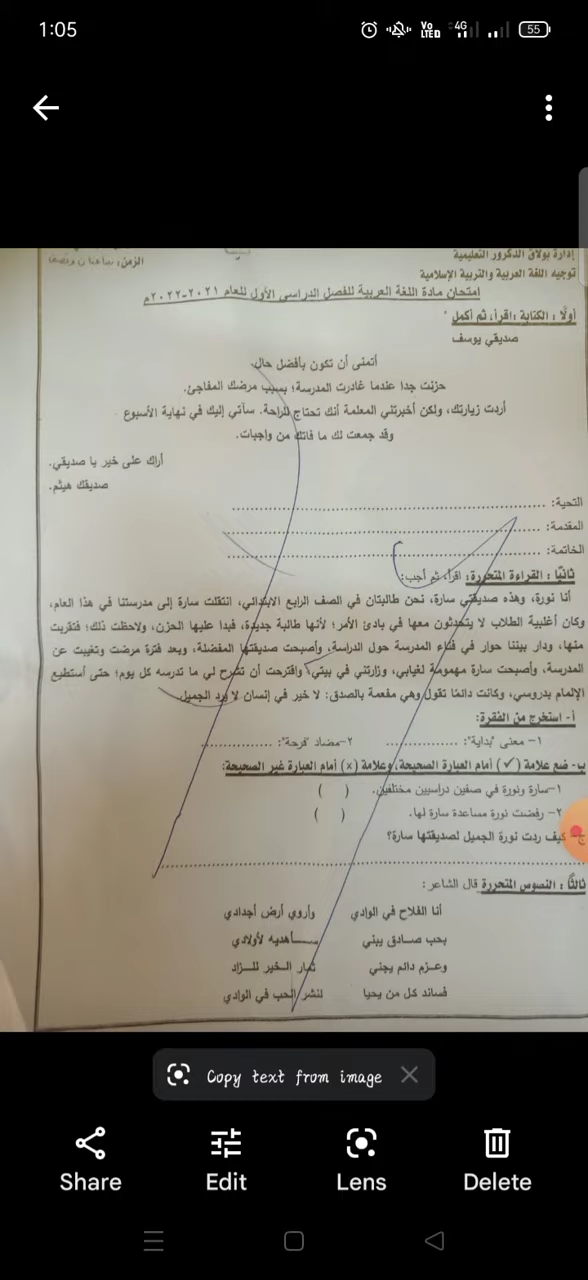 1:05
Vo LTE 4G 55
إدارة بولاق الدكرور التعليمية
الزمن: ساعتان ونصف
توجيه اللغة العربية والتربية الإسلامية
إمتحان مادة اللغة العربية للفصل الدراسي الأول للعام ٢٠٢١-٢٠٢٢م
أولًا : الكتابة : اقرأ، ثم أكمل :
صديقي يوسف
أتمنى أن تكون بأفضل حال
حزنت جدا عندما غادرت المدرسة؛ بسبب مرضك المفاجئ.
أردت زيارتك، ولكن أخبرتني المعلمة أنك تحتاج للراحة. سآتي إليك في نهاية الأسبوع
وقد جمعت لك ما فاتك من واجبات.
أراك على خير يا صديقي.
صديقك هيثم.
التحية: ........................................
المقدمة: ........................................
الخاتمة: ........................................
ثانيًا : القراءة المتحررة: اقرأ، ثم أجب:
أنا نورة، وهذه صديقتي سارة، نحن طالبتان في الصف الرابع الابتدائي، انتقلت سارة إلى مدرستنا في هذا العام،
وكان أغلبية الطلاب لا يتحدثون معها في بادئ الأمر؛ لأنها طالبة جديدة، فبدا عليها الحزن، ولاحظت ذلك؛ فتقربت
منها، ودار بيننا حوار في فناء المدرسة حول الدراسة، وأصبحت صديقتها المفضلة، وبعد فترة مرضت وتغيبت عن
المدرسة، وأصبحت سارة مهمومة لغيابي، وزارتني في بيتي، واقترحت أن تشرح لي ما تدرسه كل يوم؛ حتى أستطيع
الإلمام بدروسي، وكانت دائمًا تقول وهي مفعمة بالصدق: لا خير في إنسان لا يرد الجميل.
أ- استخرج من الفقرة:
١- معنى "بداية": .................... ٢- مضاد "فرحة": ....................
ب- ضع علامة (✓) أمام العبارة الصحيحة، وعلامة (x) أمام العبارة غير الصحيحة:
١- سارة ونورة في صفين دراسيين مختلفين. ( )
٢- رفضت نورة مساعدة سارة لها. ( )
ج- كيف ردت نورة الجميل لصديقتها سارة؟
........................................
ثالثًا : النصوص المتحررة قال الشاعر:
أنا الفلاح في الوادي وأروي أرض أجدادي
بحب صادق يبني سأهديه لأولادي
وعزم دائم يجني ثمار الخير للزاد
فساند كل من يحيا لنشر الحب في الوادي
Copy text from image
Share Edit Lens Delete